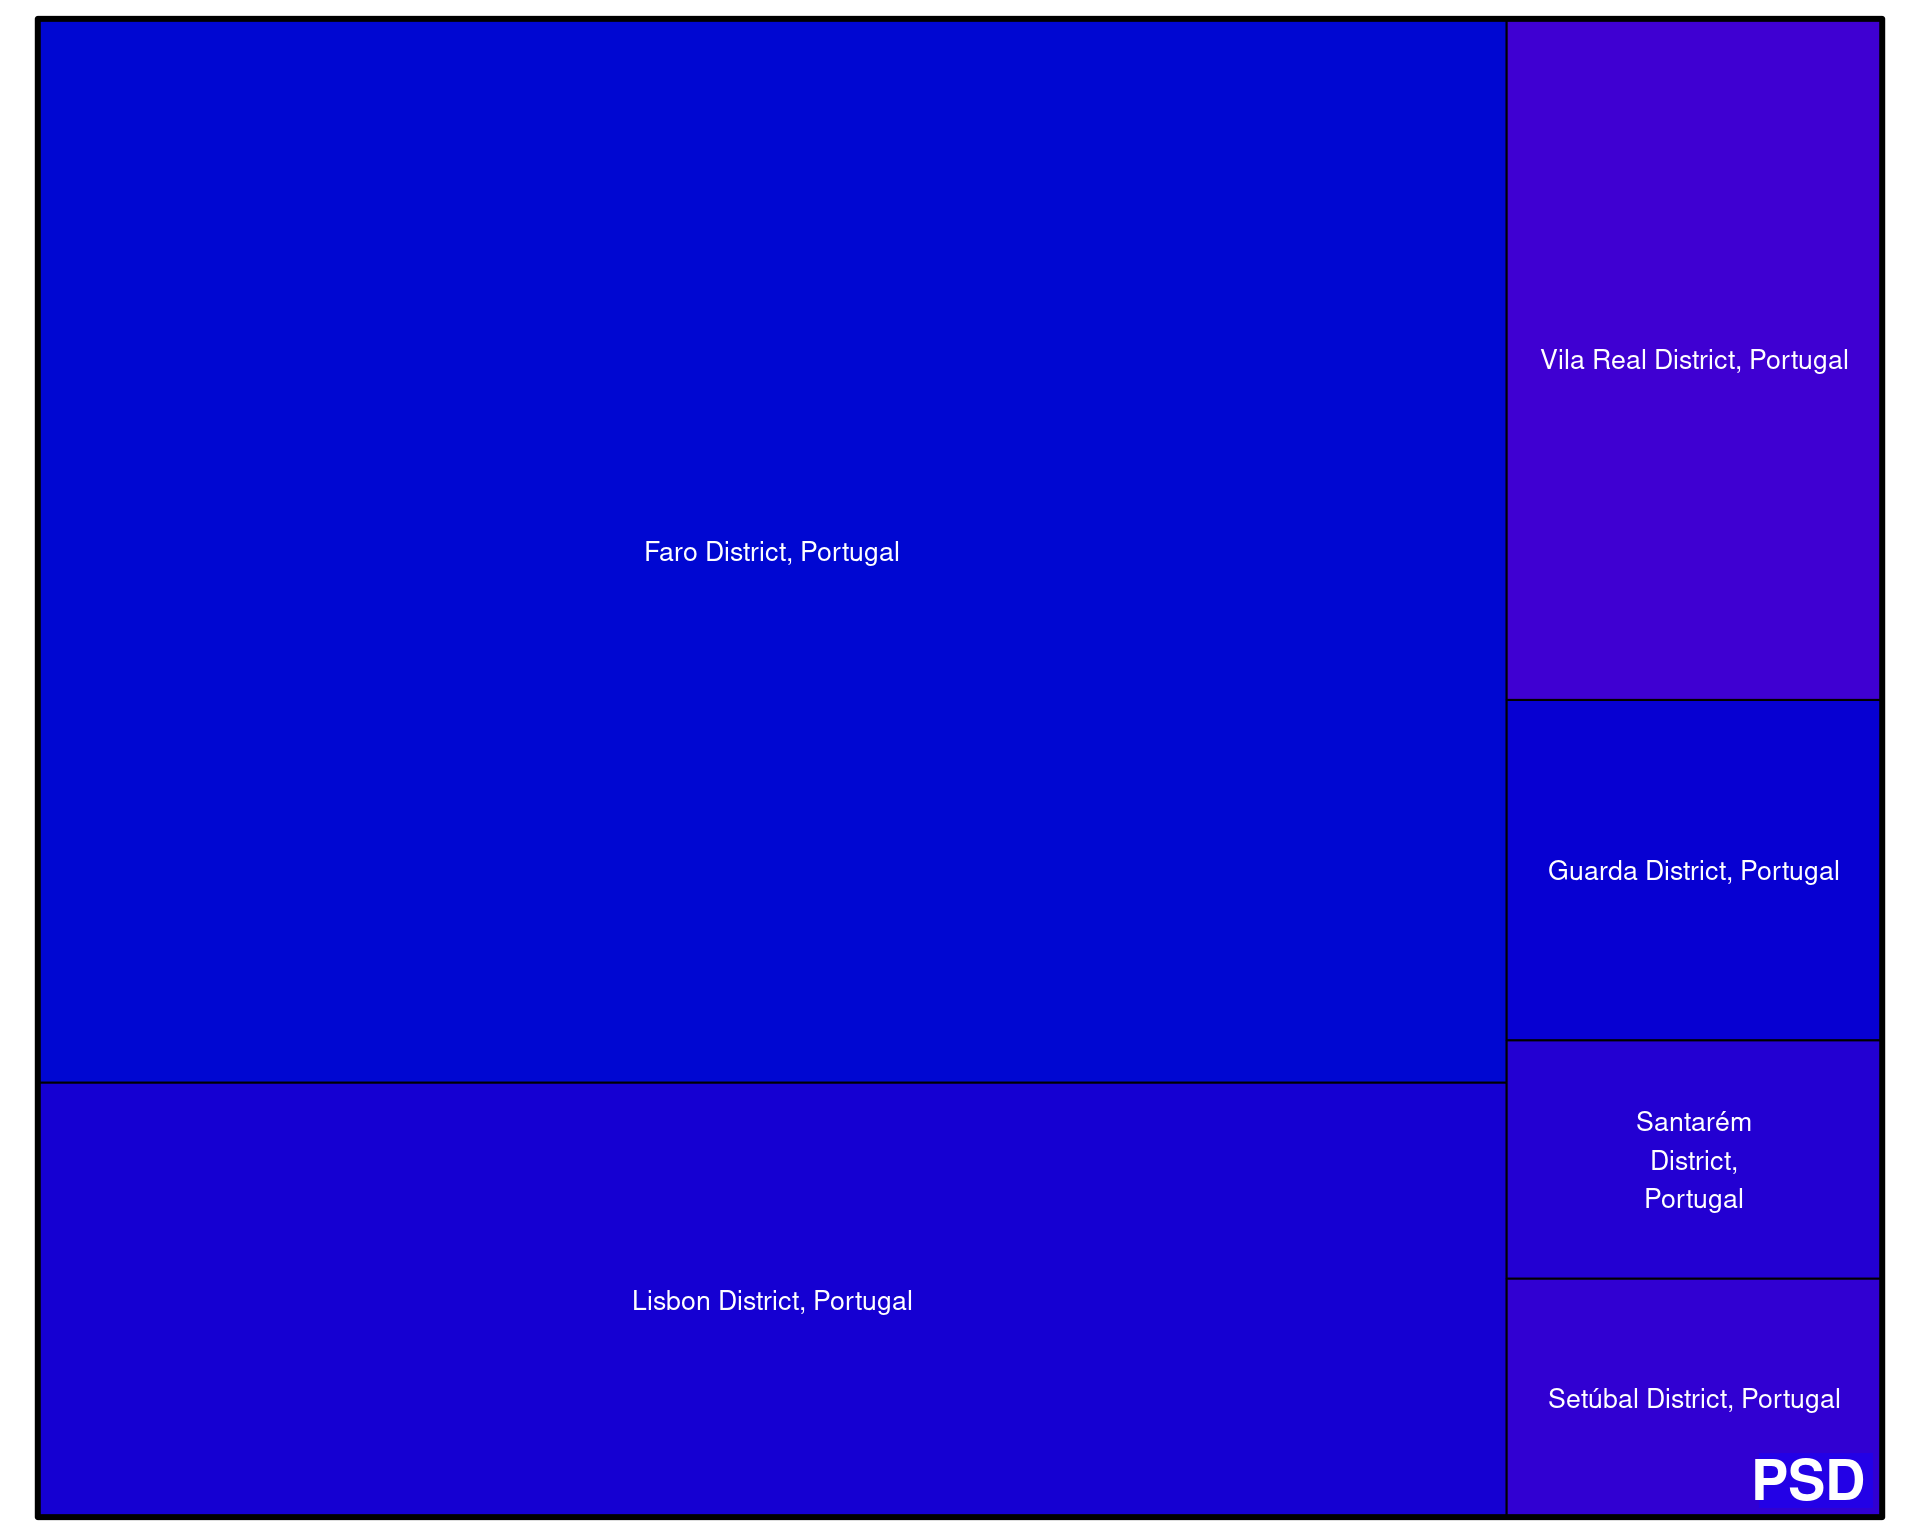 Faro District, Portugal
Lisbon District, Portugal
Vila Real District, Portugal
Guarda District, Portugal
Santarém
District,
Portugal
Setúbal District, Portugal
PSD